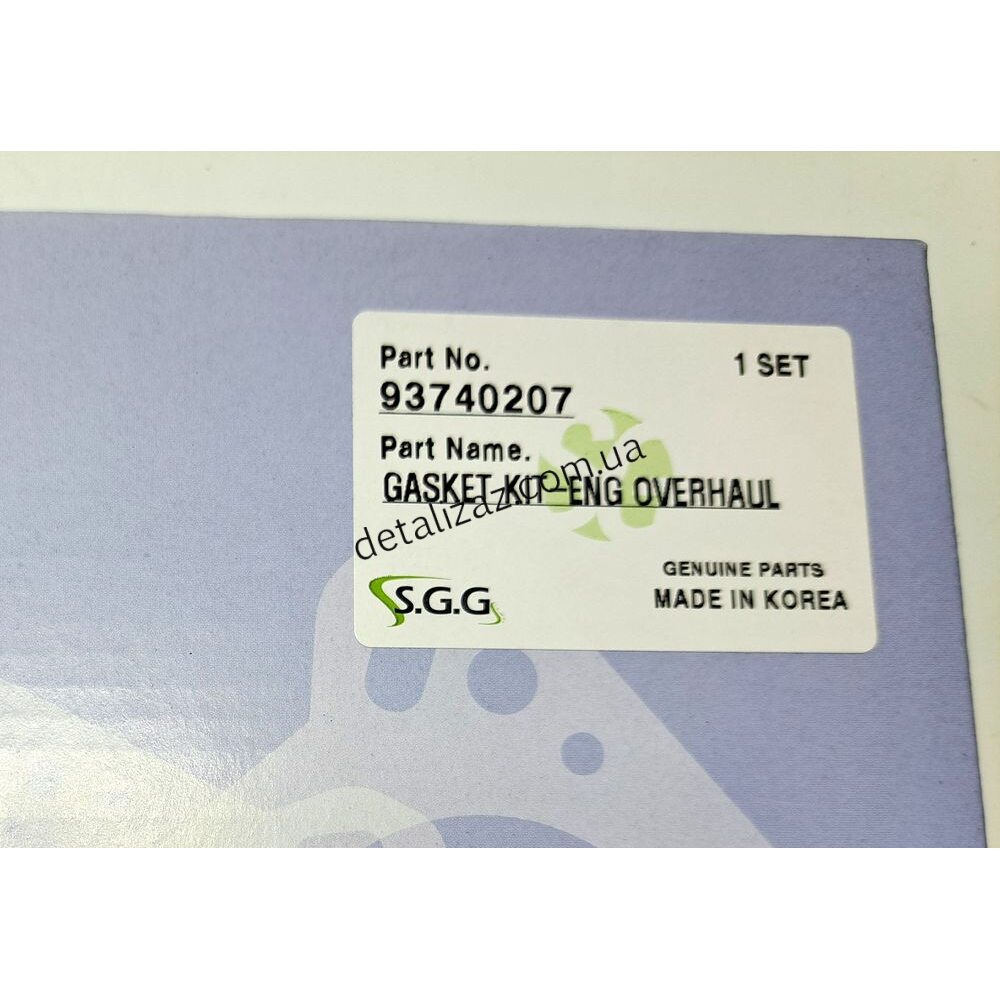 Part No.
1 SET
93740207
Part Name.
GASKET KIT-ENG OVERHAUL
detalizaz.com.ua
GENUINE PARTS
S.G.G
MADE IN KOREA